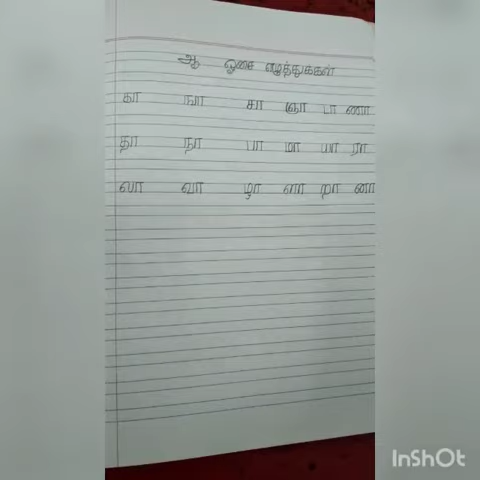 ஆ ஓசை எழுத்துக்கள்
கா ஙா சா ஞா டா ணா
தா நா பா மா யா ரா
லா வா ழா ளா றா னா
InShOt